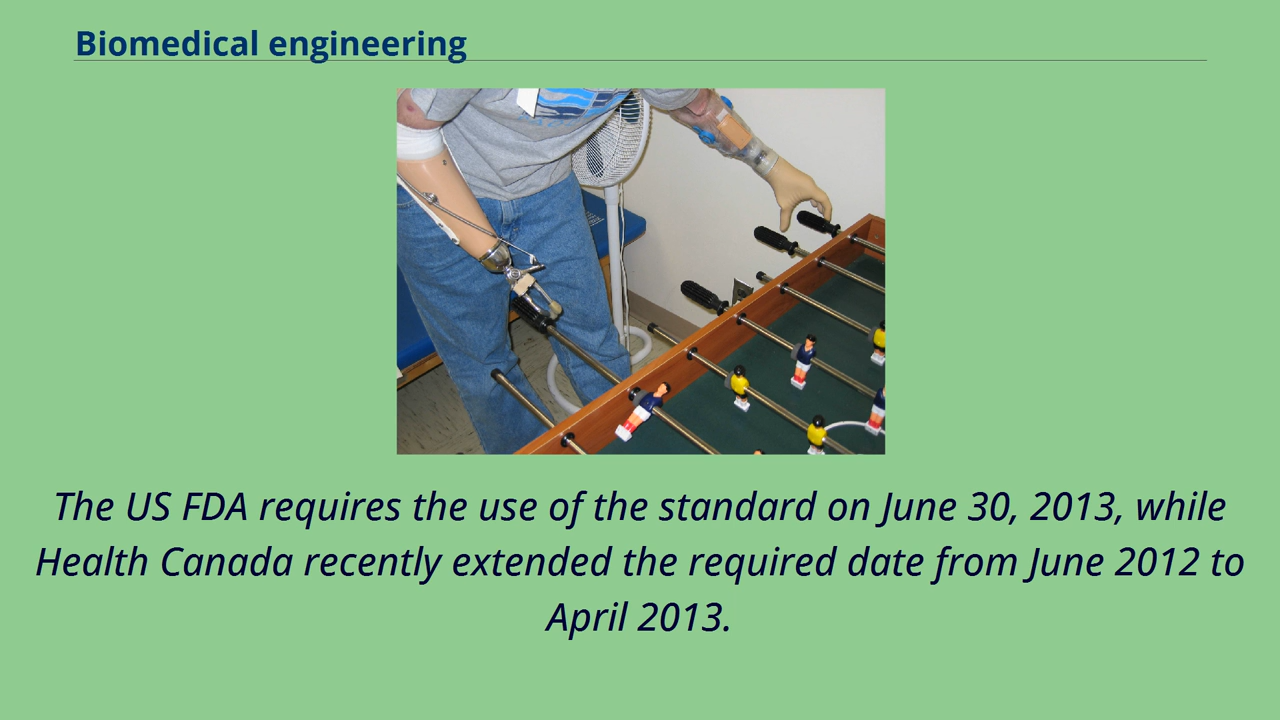 Biomedical engineering
The US FDA requires the use of the standard on June 30, 2013, while
Health Canada recently extended the required date from June 2012 to
April 2013.